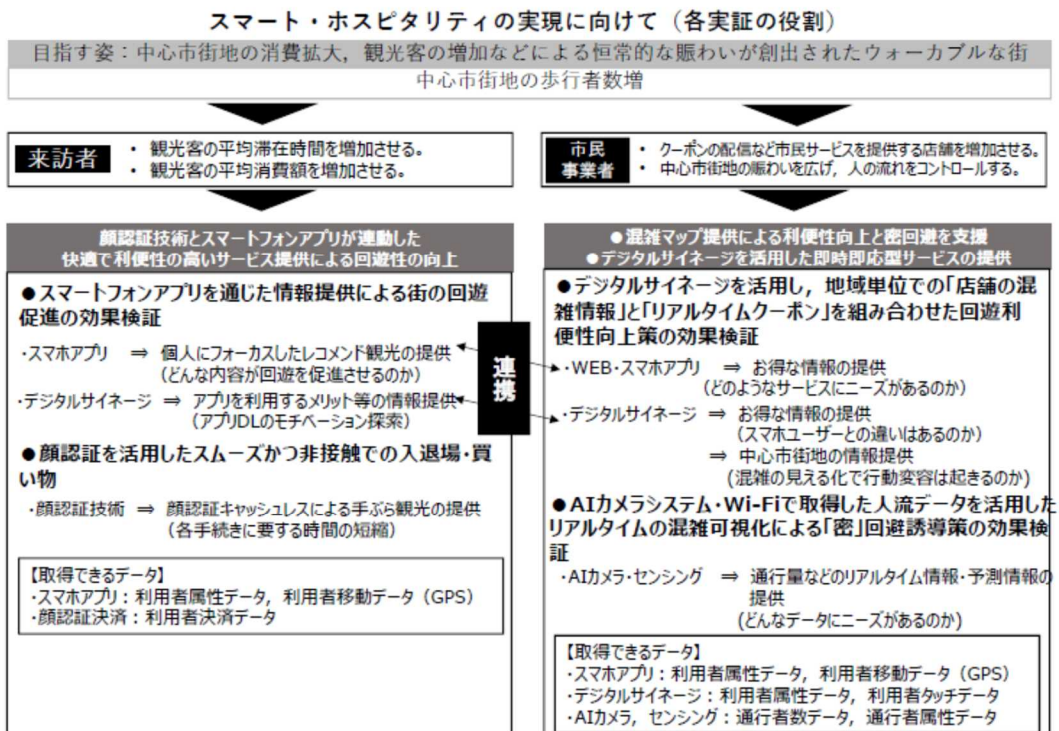 スマート・ホスピタリティの実現に向けて（各実証の役割）
目指す姿：中心市街地の消費拡大，観光客の増加などによる恒常的な賑わいが創出されたウォーカブルな街
中心市街地の歩行者数増
来訪者
・ 観光客の平均滞在時間を増加させる。
・ 観光客の平均消費額を増加させる。
顔認証技術とスマートフォンアプリが連動した
快適で利便性の高いサービス提供による回遊性の向上
●スマートフォンアプリを通じた情報提供による街の回遊
促進の効果検証
・スマホアプリ ⇒ 個人にフォーカスしたレコメンド観光の提供
（どんな内容が回遊を促進させるのか）
・デジタルサイネージ ⇒ アプリを利用するメリット等の情報提供
（アプリDLのモチベーション探索）
●顔認証を活用したスムーズかつ非接触での入退場・買
い物
・顔認証技術 ⇒ 顔認証キャッシュレスによる手ぶら観光の提供
（各手続きに要する時間の短縮）
【取得できるデータ】
・スマホアプリ：利用者属性データ，利用者移動データ（GPS）
・顔認証決済：利用者決済データ
連携
市民
事業者
・ クーポンの配信など市民サービスを提供する店舗を増加させる。
・ 中心市街地の賑わいを広げ，人の流れをコントロールする。
●混雑マップ提供による利便性向上と密回避を支援
●デジタルサイネージを活用した即時即応型サービスの提供
●デジタルサイネージを活用し，地域単位での「店舗の混
雑情報」と「リアルタイムクーポン」を組み合わせた回遊利
便性向上策の効果検証
・WEB・スマホアプリ ⇒ お得な情報の提供
（どのようなサービスにニーズがあるのか）
・デジタルサイネージ ⇒ お得な情報の提供
（スマホユーザーとの違いはあるのか）
⇒ 中心市街地の情報提供
（混雑の見える化で行動変容は起きるのか）
●AIカメラシステム・Wi-Fiで取得した人流データを活用した
リアルタイムの混雑可視化による「密」回避誘導策の効果検
証
・AIカメラ・センシング ⇒ 通行量などのリアルタイム情報・予測情報の
提供
（どんなデータにニーズがあるのか）
【取得できるデータ】
・スマホアプリ：利用者属性データ，利用者移動データ（GPS）
・デジタルサイネージ：利用者属性データ，利用者タッチデータ
・AIカメラ，センシング：通行者数データ，通行者属性データ